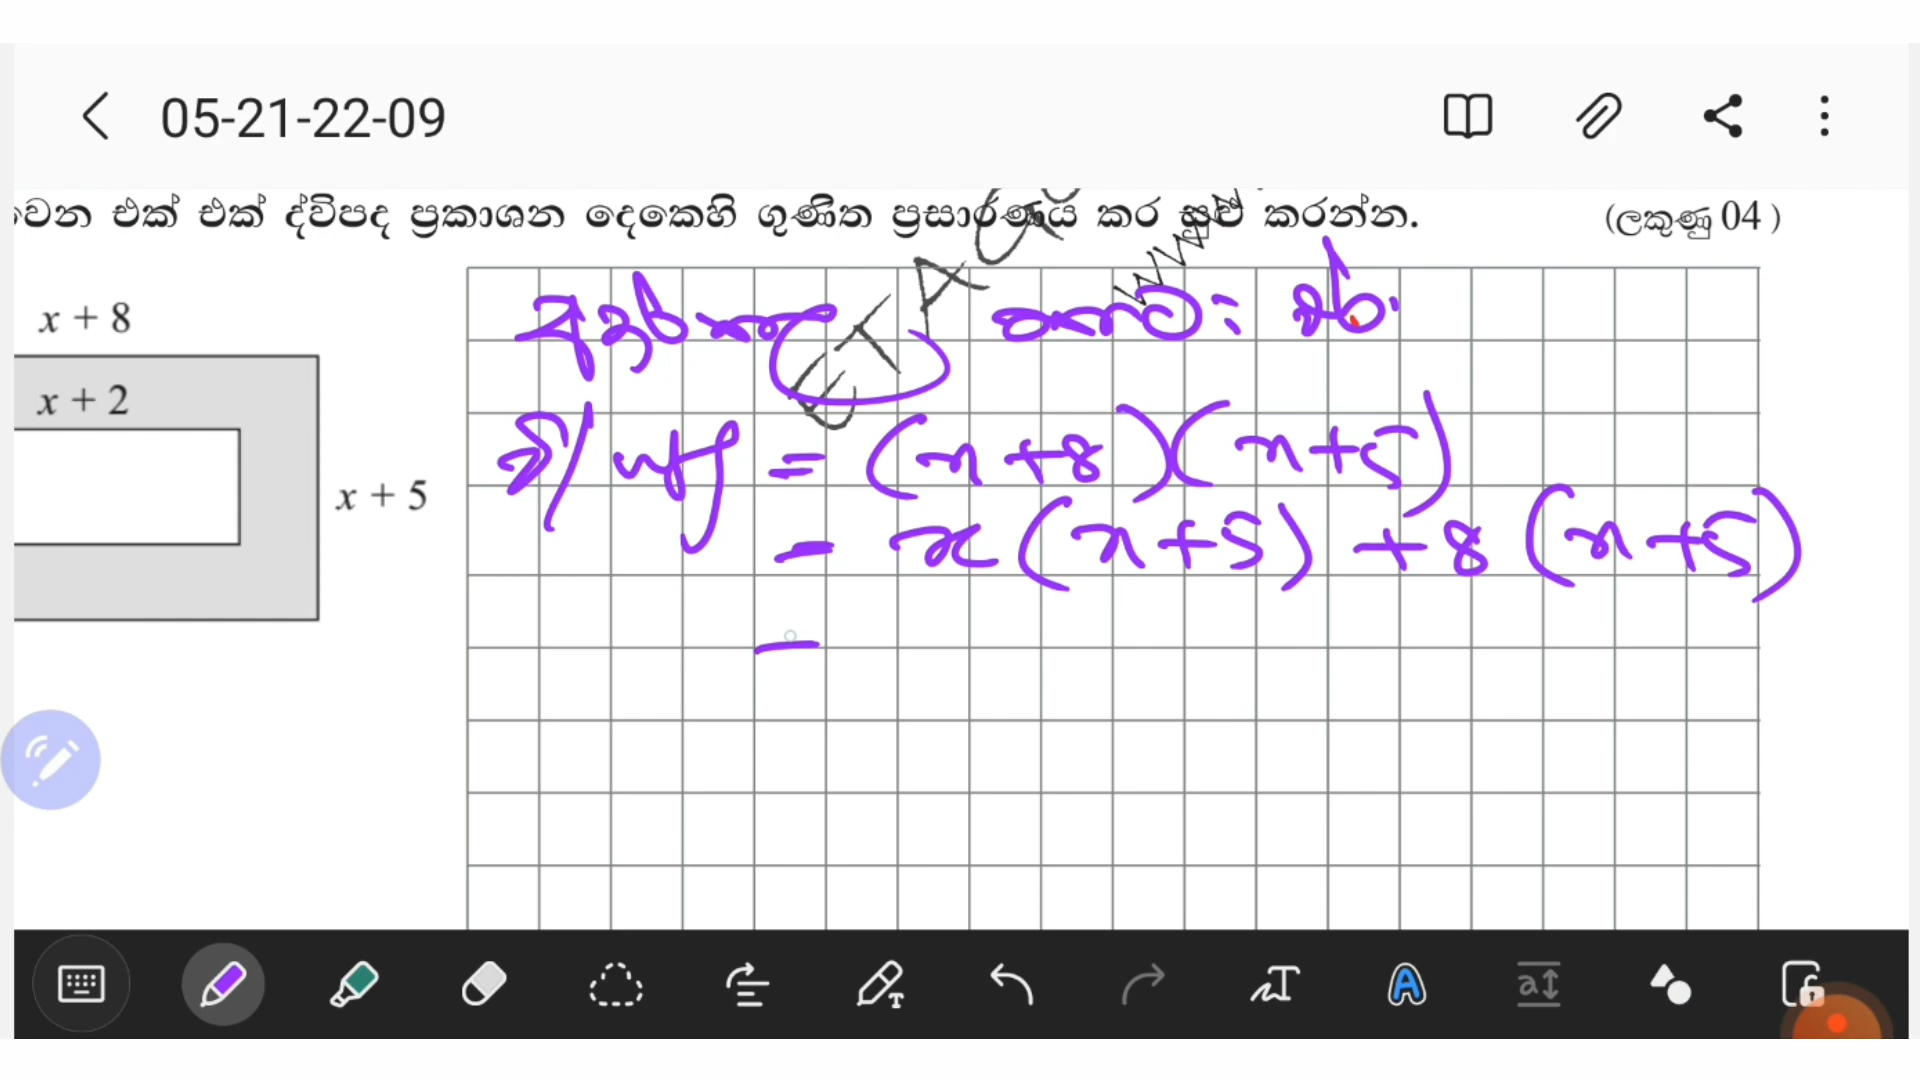 05-21-22-09
වෙන එක් එක් ද්විපද ප්‍රකාශන දෙකෙහි ගුණිත ප්‍රසාරණය කර සුළු කරන්න. (ලකුණු 04)
x + 8
x + 2
x + 5
= (x + 8)(x + 5)
= x(x + 5) + 8(x + 5)
=